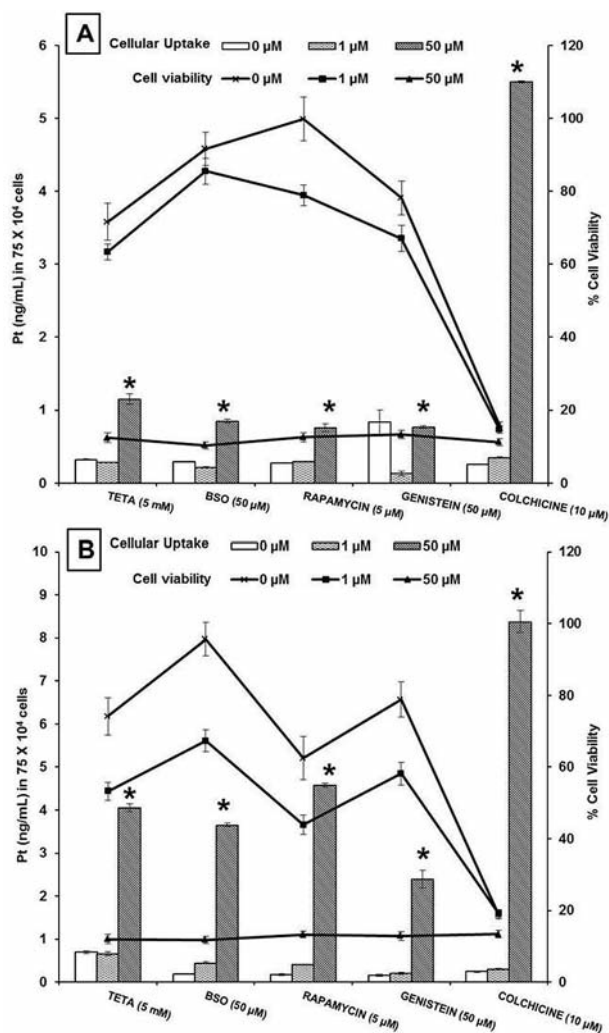 A
Cellular Uptake 0 µM 1 µM 50 µM
Cell viability 0 µM 1 µM 50 µM
Pt (ng/mL) in 75 X 10⁴ cells
6
5
4
3
2
1
0
120
100
80
60
40
20
0
% Cell Viability
* * * * *
TETA (5 mM) BSO (50 µM) RAPAMYCIN (5 µM) GENISTEIN (50 µM) COLCHICINE (10 µM)
B
Cellular Uptake 0 µM 1 µM 50 µM
Cell viability 0 µM 1 µM 50 µM
Pt (ng/mL) in 75 X 10⁴ cells
10
9
8
7
6
5
4
3
2
1
0
120
100
80
60
40
20
0
% Cell Viability
* * * * *
TETA (5 mM) BSO (50 µM) RAPAMYCIN (5 µM) GENISTEIN (50 µM) COLCHICINE (10 µM)